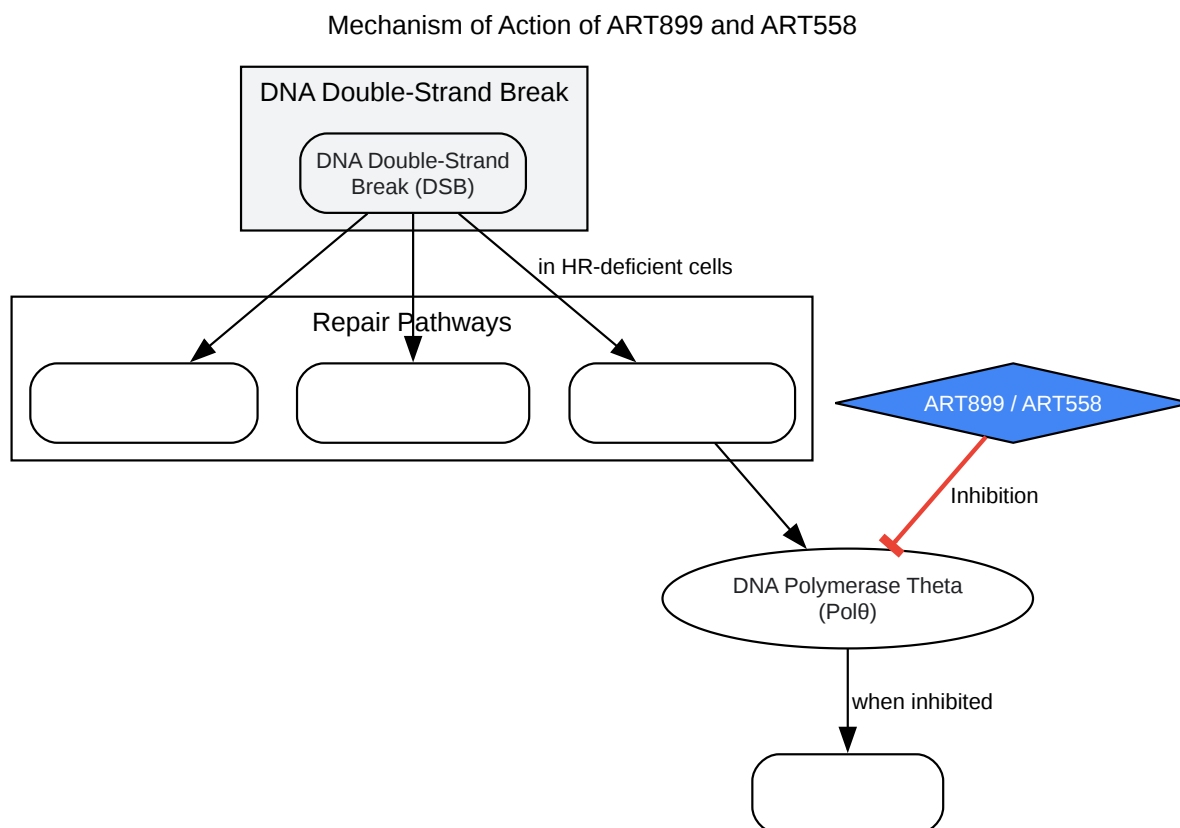 Mechanism of Action of ART899 and ART558
DNA Double-Strand Break
DNA Double-Strand
Break (DSB)
in HR-deficient cells
Repair Pathways
ART899 / ART558
Inhibition
DNA Polymerase Theta
(Polθ)
when inhibited